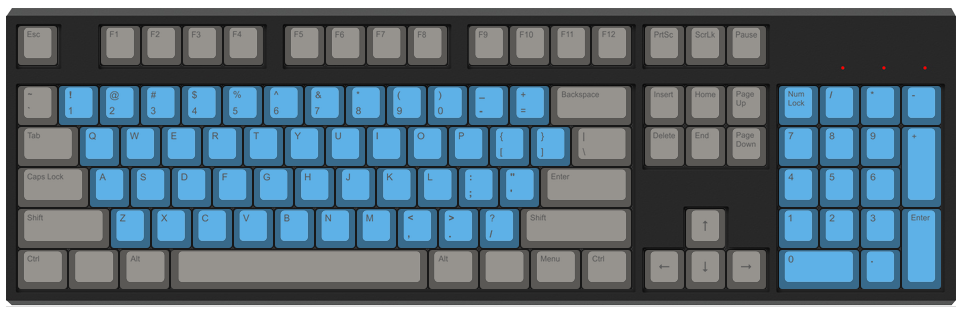 Esc F1 F2 F3 F4 F5 F6 F7 F8 F9 F10 F11 F12 PrtSc ScrLk Pause
~ ! @ # $ % ^ & * ( ) _ + Backspace Insert Home Page Up Num Lock / * -
` 1 2 3 4 5 6 7 8 9 0 - =
Tab Q W E R T Y U I O P { } | Delete End Page Down 7 8 9 +
[ ] \
Caps Lock A S D F G H J K L : " Enter 4 5 6
; '
Shift Z X C V B N M < > ? Shift ↑ 1 2 3 Enter
, . /
Ctrl Alt Alt Menu Ctrl ← ↓ → 0 .